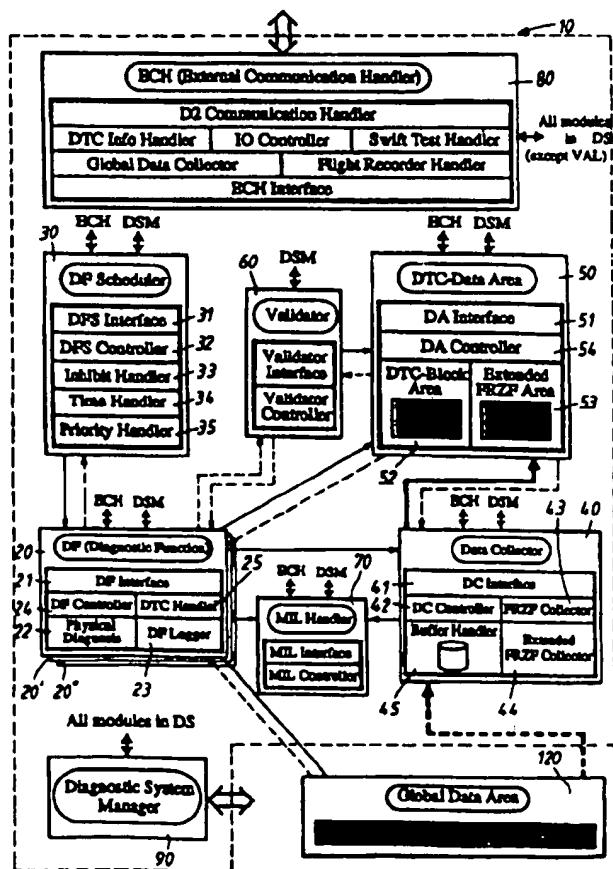 10
BCH (External Communication Handler)
80
D2 Communication Handler
DTC Info Handler
IO Controller
Swift Test Handler
Global Data Collector
Flight Recorder Handler
BCH Interface
All modules
in DS
(except VAL)
BCH DSM
30
DF Scheduler
DFS Interface 31
DFS Controller 32
Inhibit Handler 33
Time Handler 34
Priority Handler 35
DSM
60
Validator
Validator
Interface
Validator
Controller
BCH DSM
50
DTC-Data Area
DA Interface 51
DA Controller 54
DTC-Block
Area
Extended
FRZF Area
53
52
BCH DSM
20
DF (Diagnostic Function)
21
25
DF Interface
24
DF Controller
DTC Handler
22
Physical
Diagnosis
DF Logger
20' 20"
23
BCH DSM
70
MIL Handler
MIL Interface
MIL Controller
BCH DSM
43
40
Data Collector
41
DC Interface
42
DC Controller
FRZF Collector
Buffer Handler
Extended
FRZF Collector
45
44
All modules in DS
Diagnostic System
Manager
90
120
Global Data Area